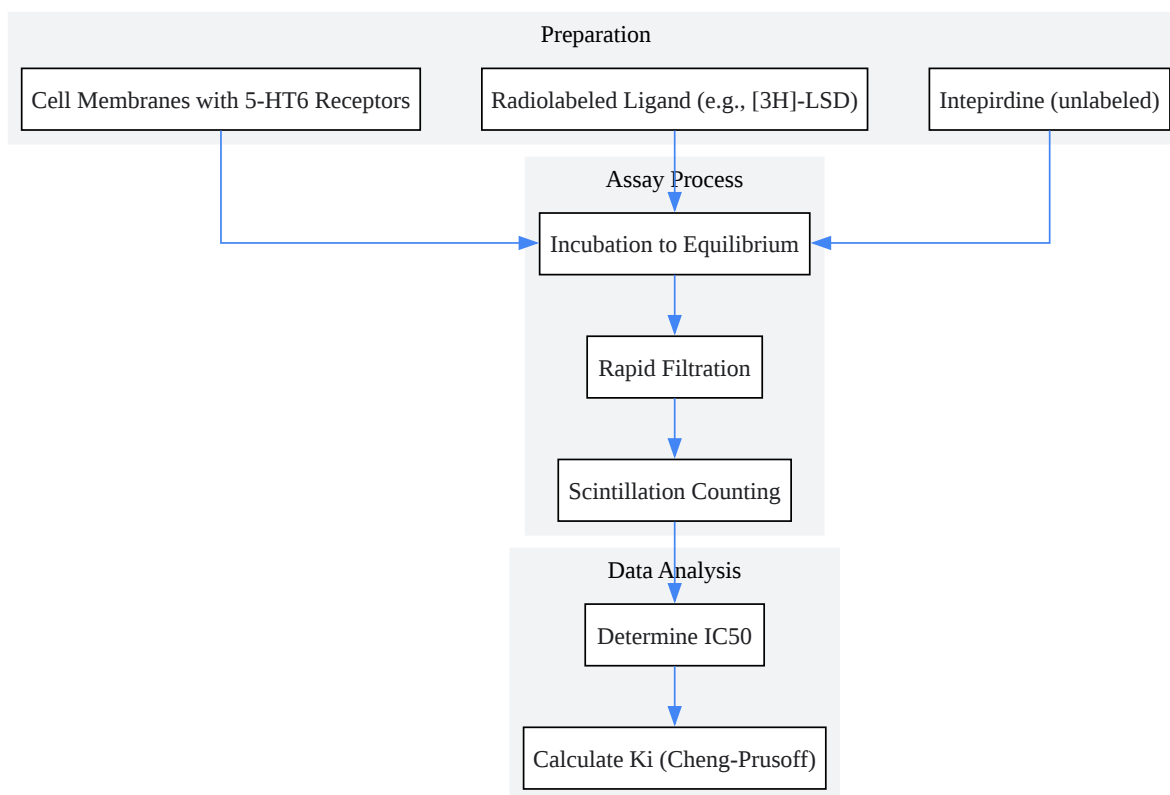 Preparation
Cell Membranes with 5-HT6 Receptors
Radiolabeled Ligand (e.g., [3H]-LSD)
Intepirdine (unlabeled)
Assay Process
Incubation to Equilibrium
Rapid Filtration
Scintillation Counting
Data Analysis
Determine IC50
Calculate Ki (Cheng-Prusoff)